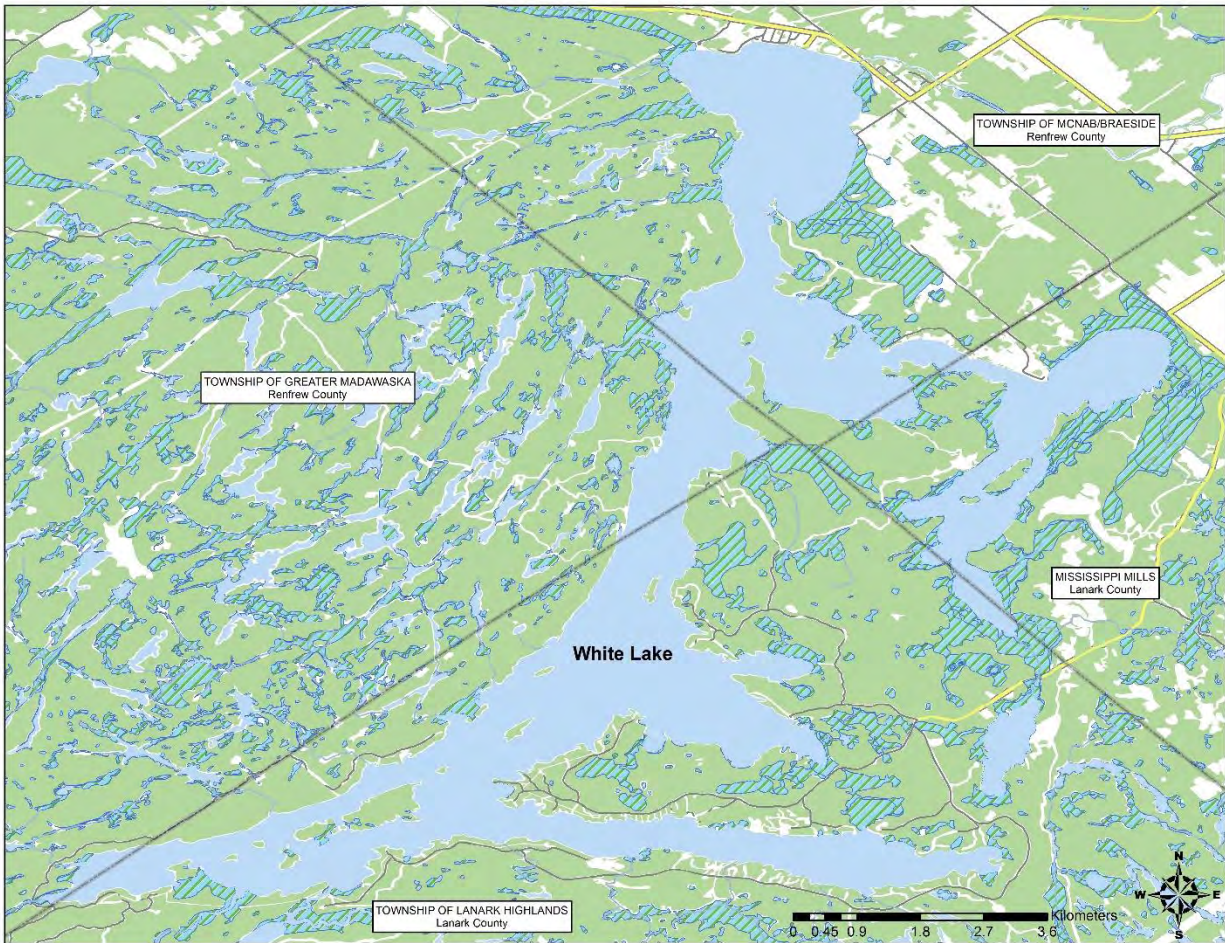 TOWNSHIP OF MCNAB/BRAESIDE
Renfrew County
TOWNSHIP OF GREATER MADAWASKA
Renfrew County
MISSISSIPPI MILLS
Lanark County
White Lake
TOWNSHIP OF LANARK HIGHLANDS
Lanark County
N
W E
S
Kilometers
0 0.45 0.9 1.8 2.7 3.6